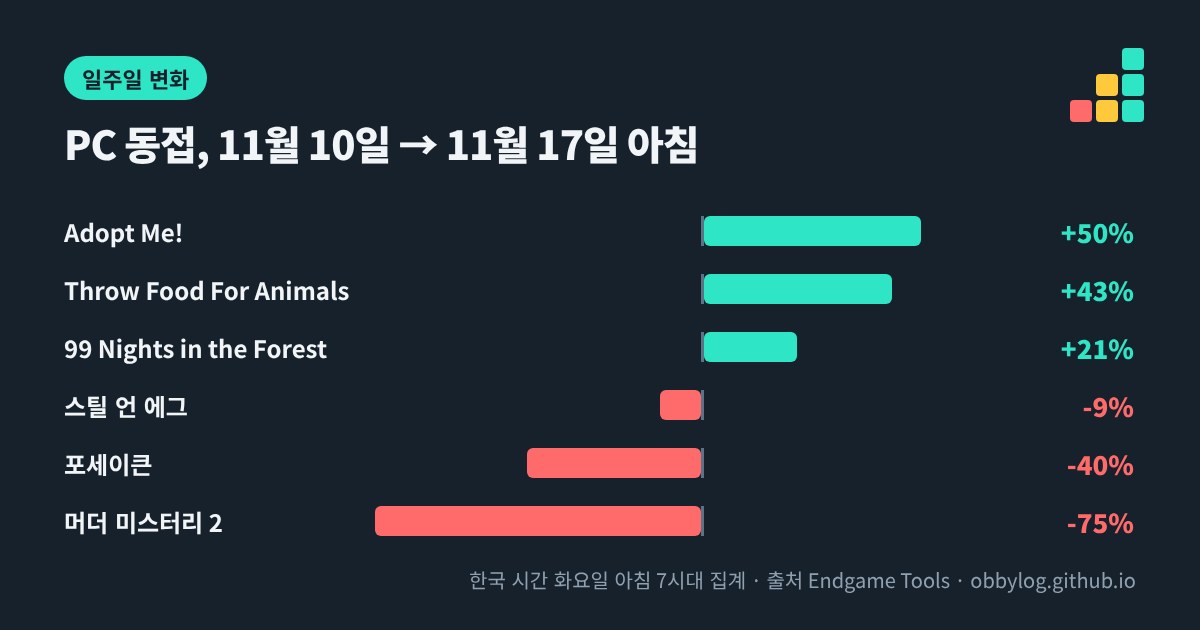 일주일 변화
PC 동접, 11월 10일 → 11월 17일 아침
Adopt Me! +50%
Throw Food For Animals +43%
99 Nights in the Forest +21%
스틸 언 에그 -9%
포세이큰 -40%
머더 미스터리 2 -75%
한국 시간 화요일 아침 7시대 집계 · 출처 Endgame Tools · obbylog.github.io